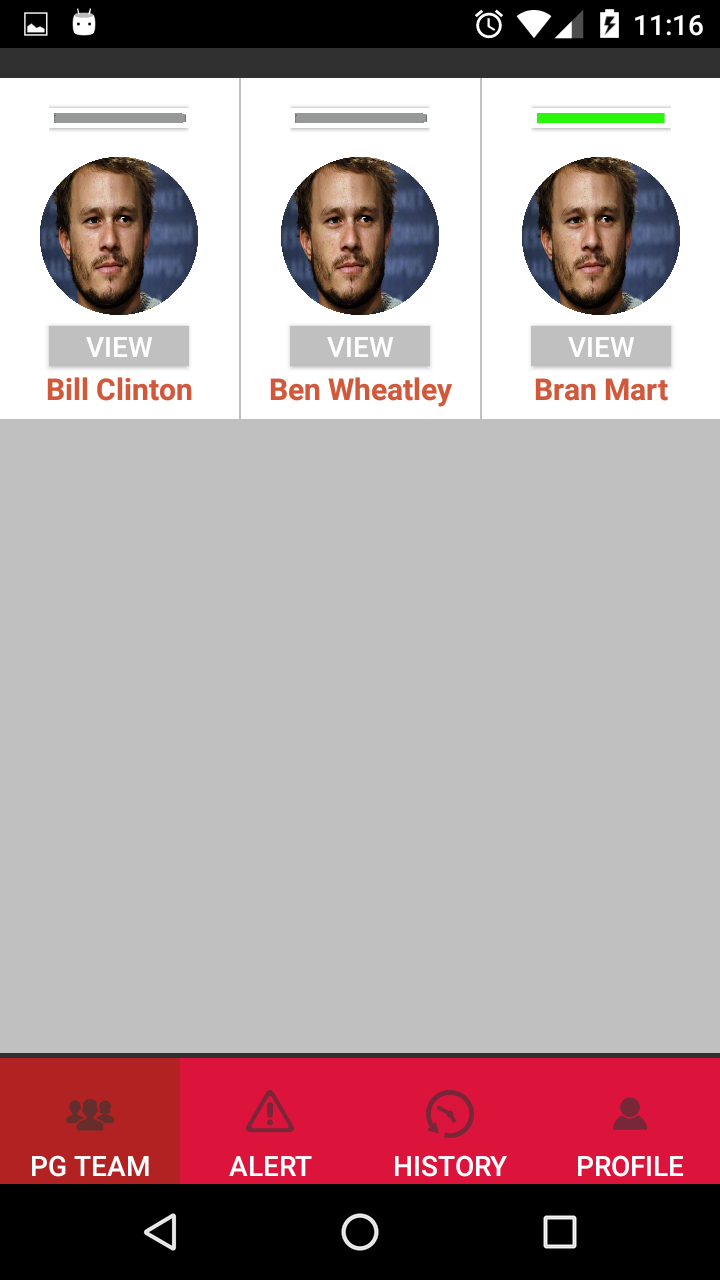 11:16
VIEW VIEW VIEW
Bill Clinton Ben Wheatley Bran Mart
PG TEAM ALERT HISTORY PROFILE